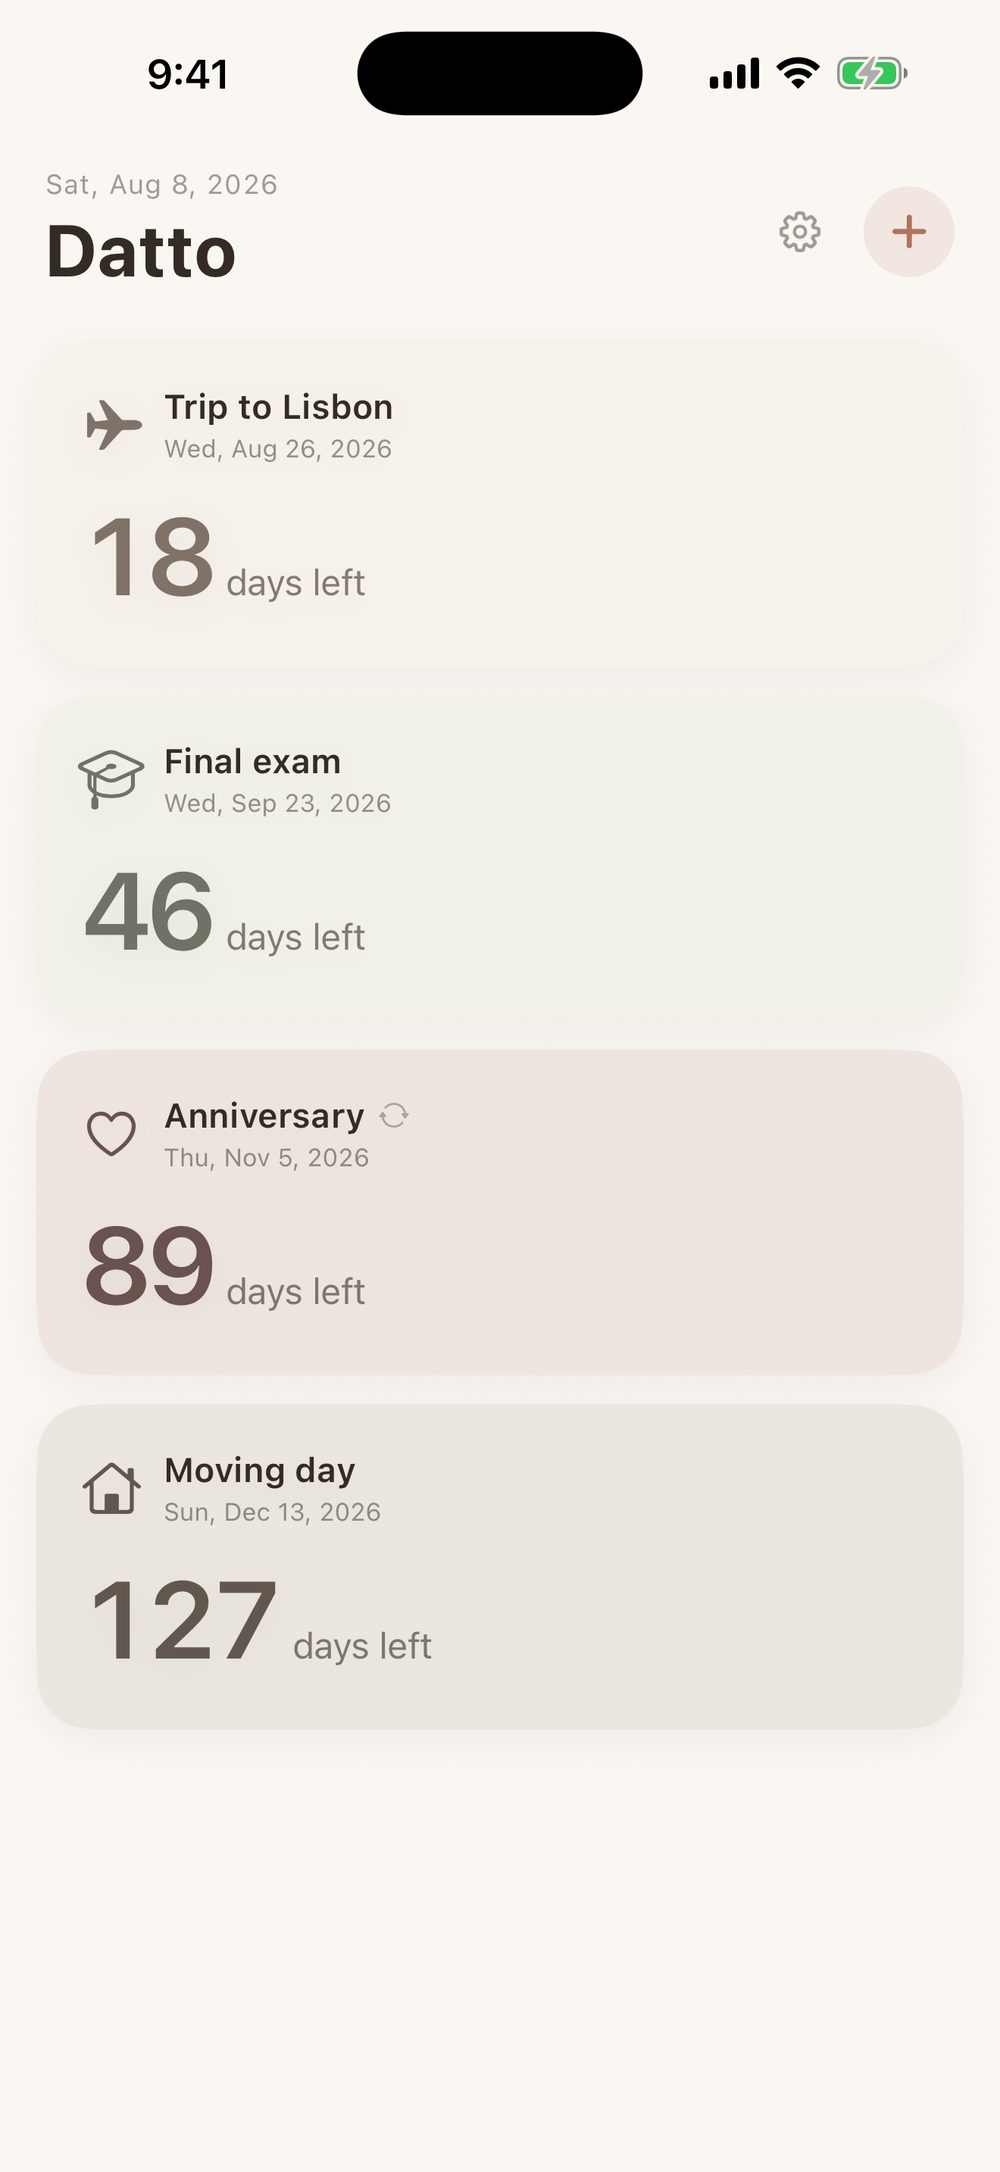 9:41
Sat, Aug 8, 2026
Datto
Trip to Lisbon
Wed, Aug 26, 2026
18 days left
Final exam
Wed, Sep 23, 2026
46 days left
Anniversary
Thu, Nov 5, 2026
89 days left
Moving day
Sun, Dec 13, 2026
127 days left